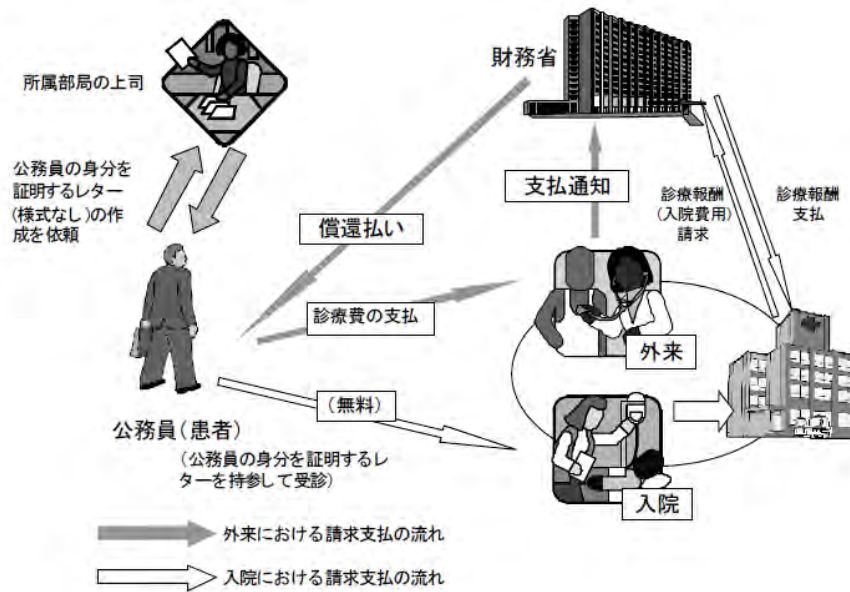 財務省
所属部局の上司
公務員の身分を
証明するレター
(様式なし)の作
成を依頼
支払通知
診療報酬
(入院費用)
請求
診療報酬
支払
償還払い
診療費の支払
外来
(無料)
公務員(患者)
(公務員の身分を証明するレ
ターを持参して受診)
入院
外来における請求支払の流れ
入院における請求支払の流れ